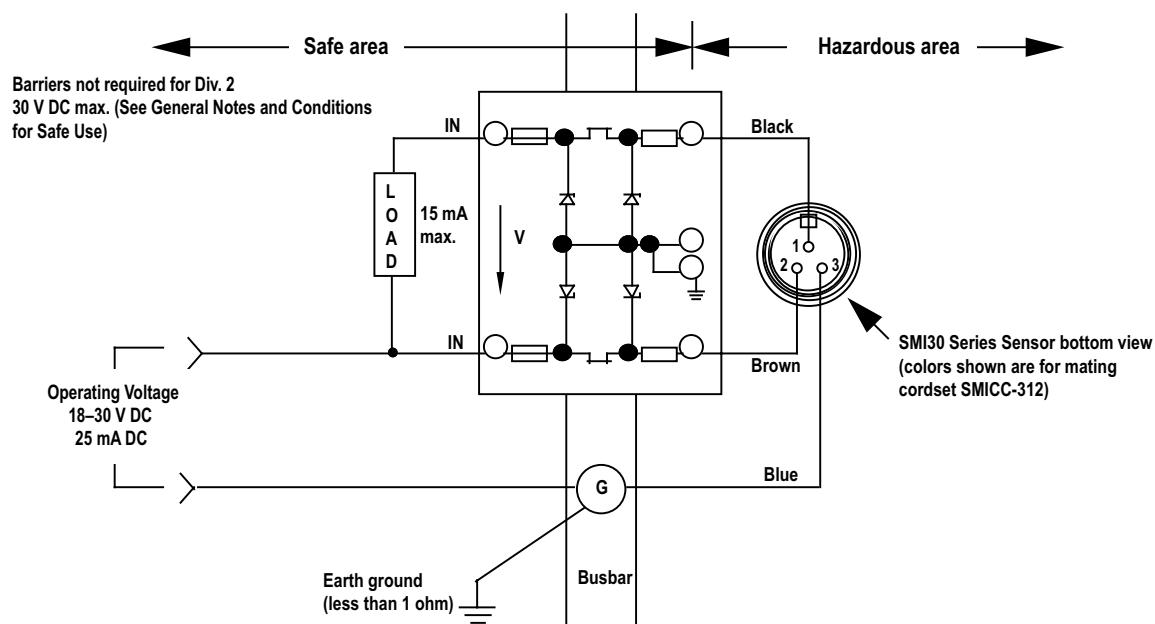 Safe area
Hazardous area
Barriers not required for Div. 2
30 V DC max. (See General Notes and Conditions
for Safe Use)
IN
Black
L
O
A
D
15 mA
max.
V
1
2
3
IN
Brown
SMI30 Series Sensor bottom view
(colors shown are for mating
cordset SMICC-312)
Operating Voltage
18–30 V DC
25 mA DC
Blue
G
Earth ground
(less than 1 ohm)
Busbar